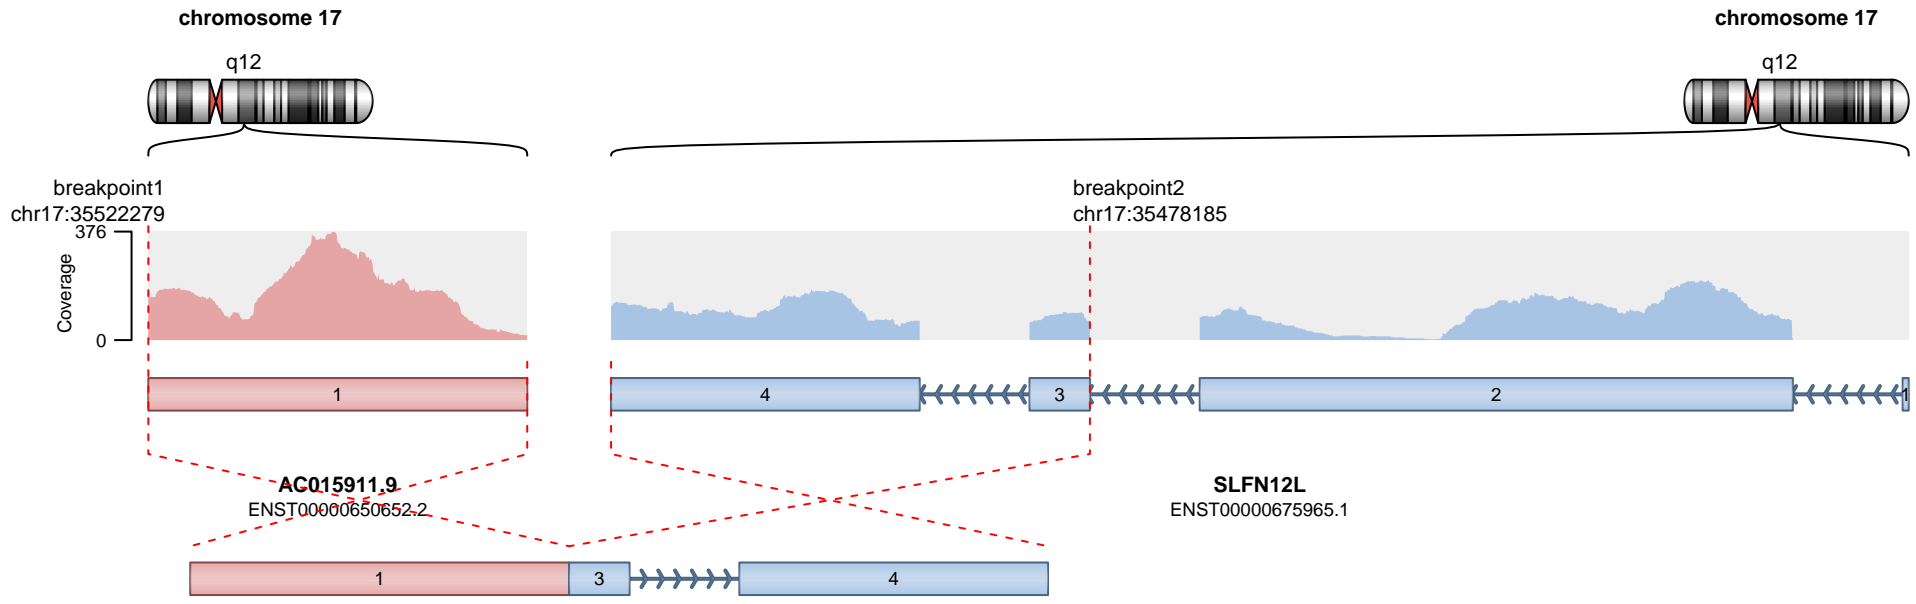 chromosome 17
chromosome 17
q12
q12
breakpoint1
chr17:35522279
breakpoint2
chr17:35478185
376
Coverage
0
1
4
3
2
1
AC015911.9
ENST00000650652.2
SLFN12L
ENST00000675965.1
1
3
4